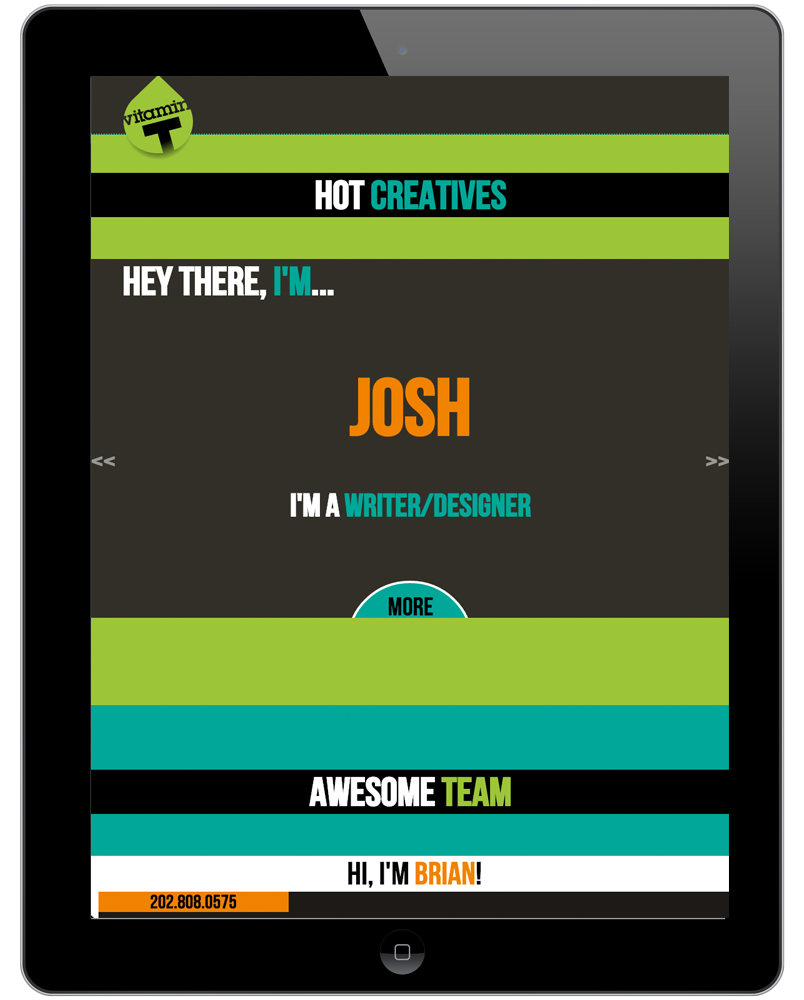 vitamin
T
HOT CREATIVES
HEY THERE, I'M...
JOSH
<< >>
I'M A WRITER/DESIGNER
MORE
AWESOME TEAM
HI, I'M BRIAN!
202.808.0575